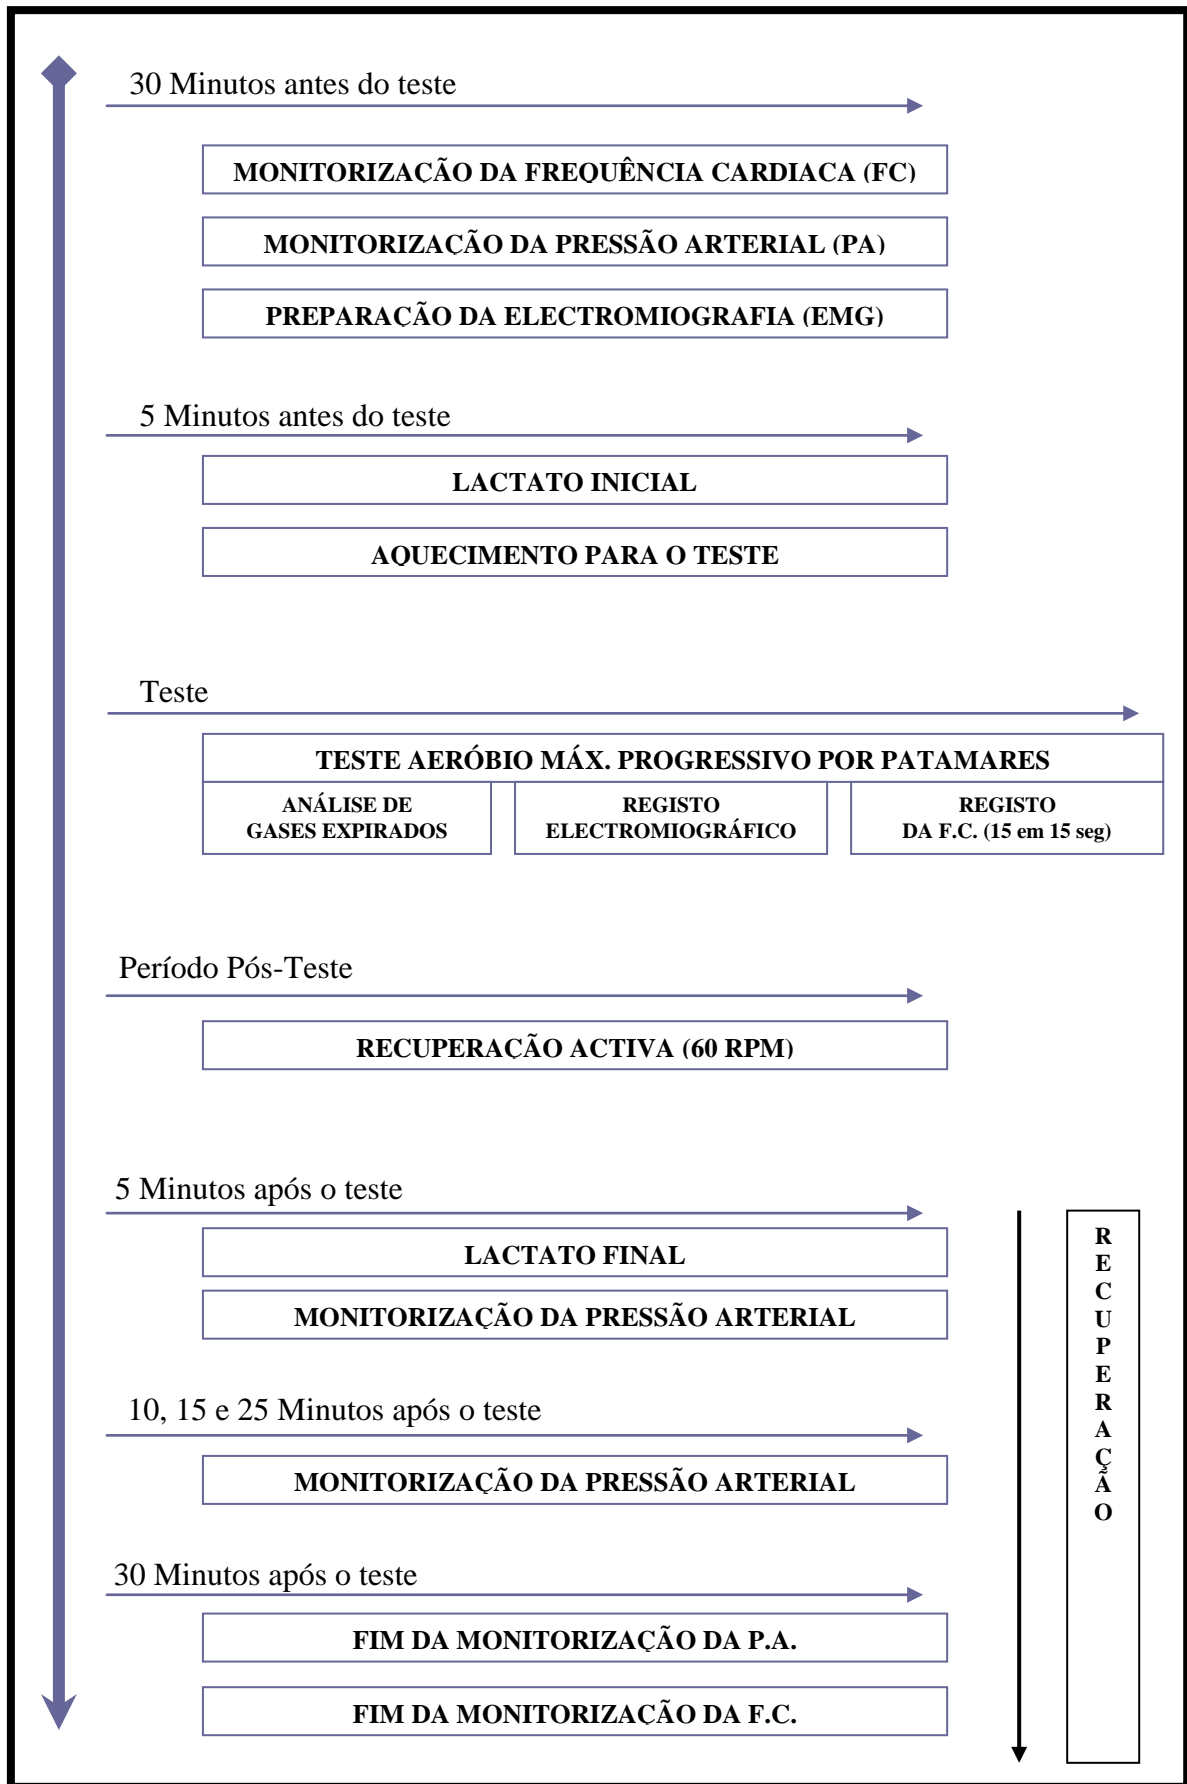 30 Minutos antes do teste
MONITORIZAÇÃO DA FREQUÊNCIA CARDIACA (FC)
MONITORIZAÇÃO DA PRESSÃO ARTERIAL (PA)
PREPARAÇÃO DA ELECTROMIOGRAFIA (EMG)
5 Minutos antes do teste
LACTATO INICIAL
AQUECIMENTO PARA O TESTE
Teste
TESTE AERÓBIO MÁX. PROGRESSIVO POR PATAMARES
ANÁLISE DE
GASES EXPIRADOS
REGISTO
ELECTROMIOGRÁFICO
REGISTO
DA F.C. (15 em 15 seg)
Período Pós-Teste
RECUPERAÇÃO ACTIVA (60 RPM)
5 Minutos após o teste
LACTATO FINAL
MONITORIZAÇÃO DA PRESSÃO ARTERIAL
10, 15 e 25 Minutos após o teste
MONITORIZAÇÃO DA PRESSÃO ARTERIAL
30 Minutos após o teste
FIM DA MONITORIZAÇÃO DA P.A.
FIM DA MONITORIZAÇÃO DA F.C.
R
E
C
U
P
E
R
A
Ç
Ã
O